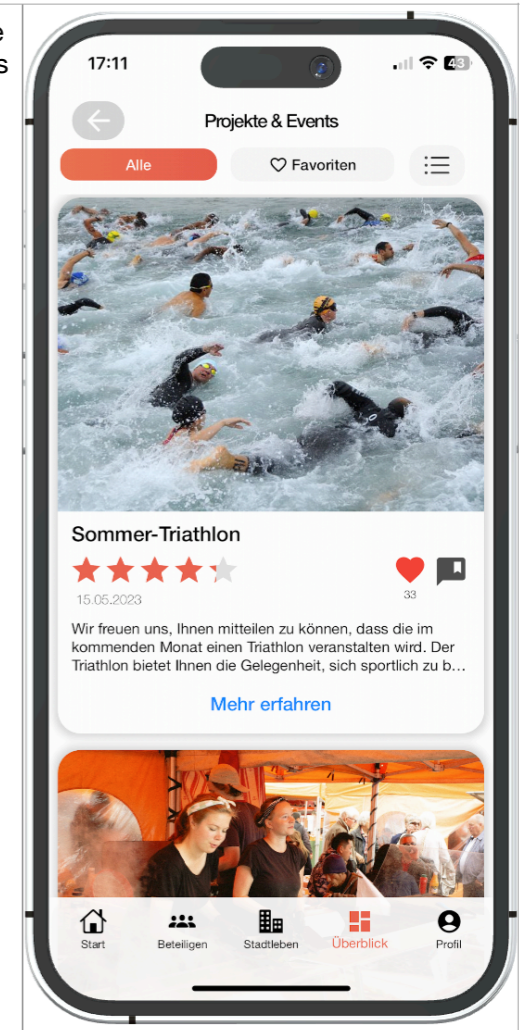 e
s
17:11
43
Projekte & Events
Alle
Favoriten
Sommer-Triathlon
15.05.2023
33
Wir freuen uns, Ihnen mitteilen zu können, dass die im
kommenden Monat einen Triathlon veranstalten wird. Der
Triathlon bietet Ihnen die Gelegenheit, sich sportlich zu b...
Mehr erfahren
Start
Beteiligen
Stadtleben
Überblick
Profil